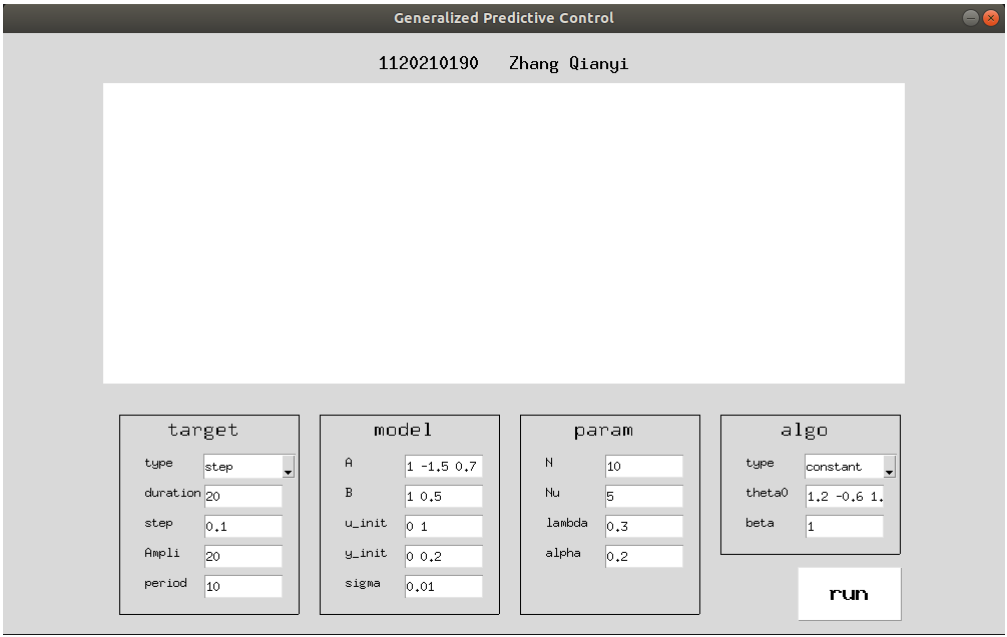 Generalized Predictive Control
1120210190 Zhang Qianyi
target
type step
duration 20
step 0.1
Ampli 20
period 10
model
A 1 -1.5 0.7
B 1 0.5
u_init 0 1
y_init 0 0.2
sigma 0.01
param
N 10
Nu 5
lambda 0.3
alpha 0.2
algo
type constant
theta0 1.2 -0.6 1.
beta 1
run